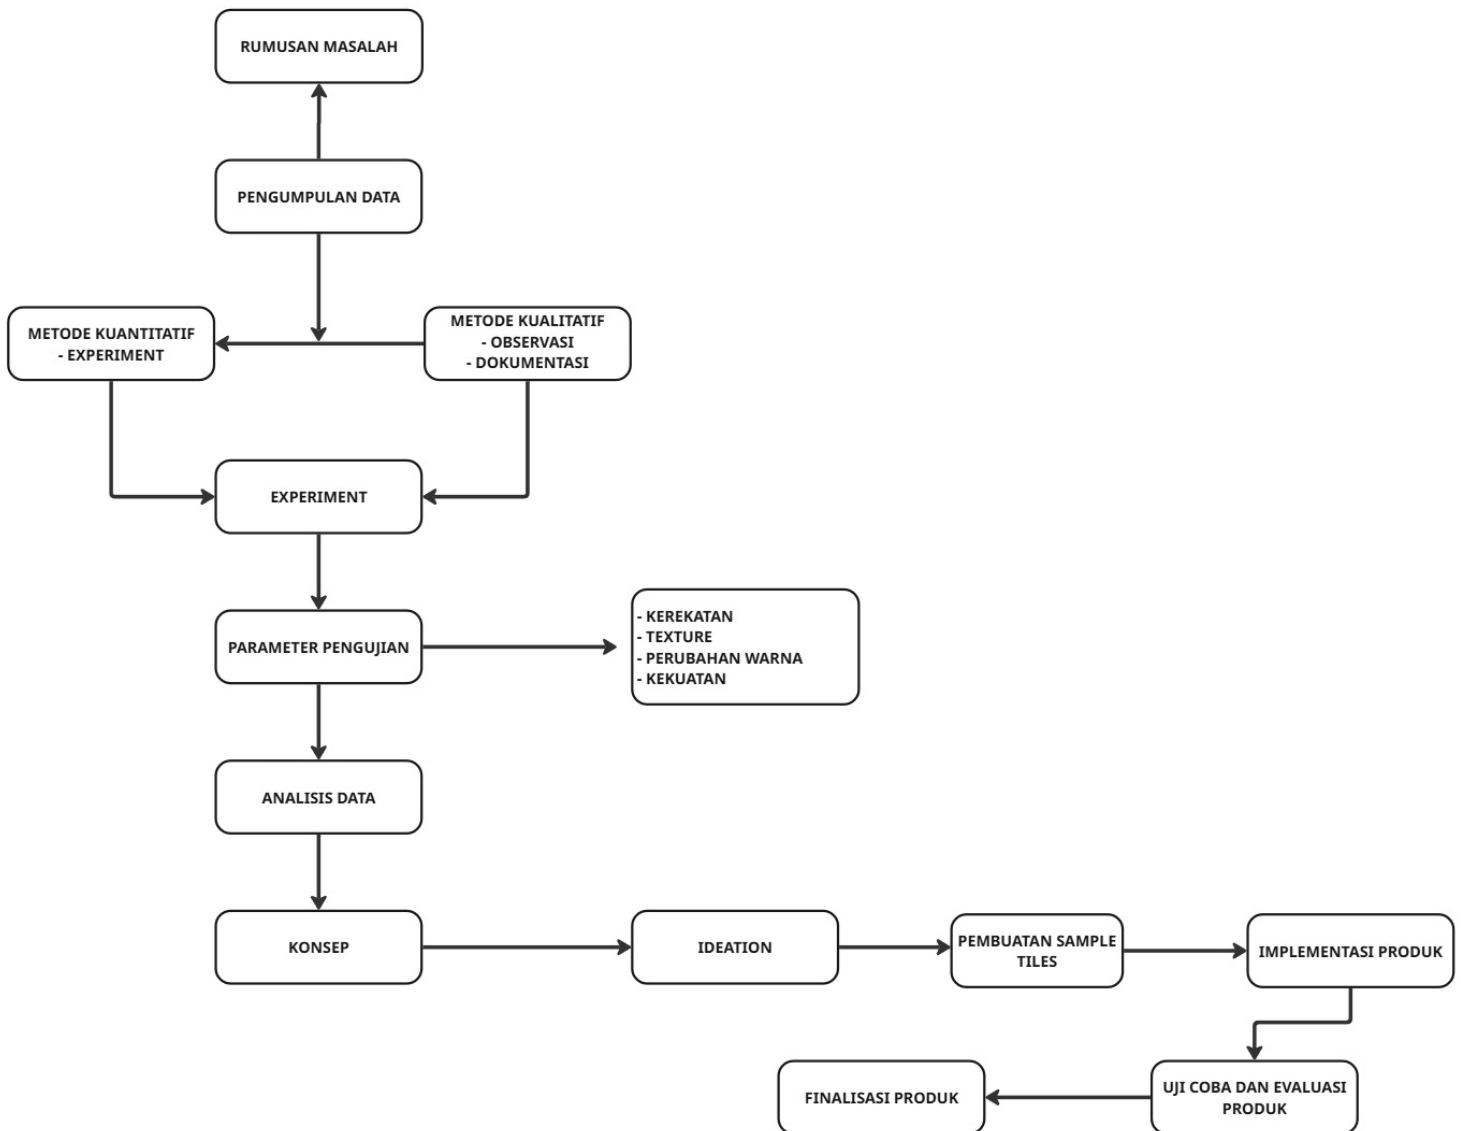 RUMUSAN MASALAH
PENGUMPULAN DATA
METODE KUANTITATIF
- EXPERIMENT
METODE KUALITATIF
- OBSERVASI
- DOKUMENTASI
EXPERIMENT
PARAMETER PENGUJIAN
- KEREKATAN
- TEXTURE
- PERUBAHAN WARNA
- KEKUATAN
ANALISIS DATA
KONSEP
IDEATION
PEMBUATAN SAMPLE
TILES
IMPLEMENTASI PRODUK
UJI COBA DAN EVALUASI
PRODUK
FINALISASI PRODUK